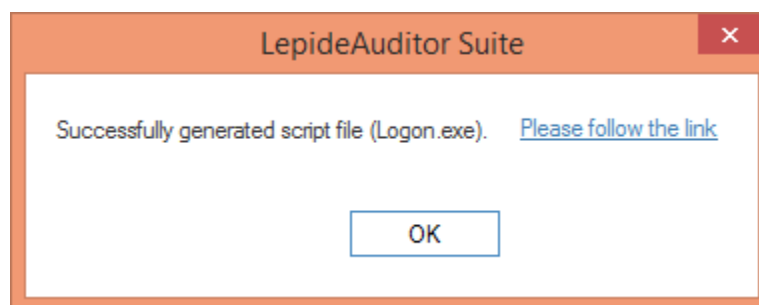 LepideAuditor Suite
Successfully generated script file (Logon.exe). Please follow the link
OK